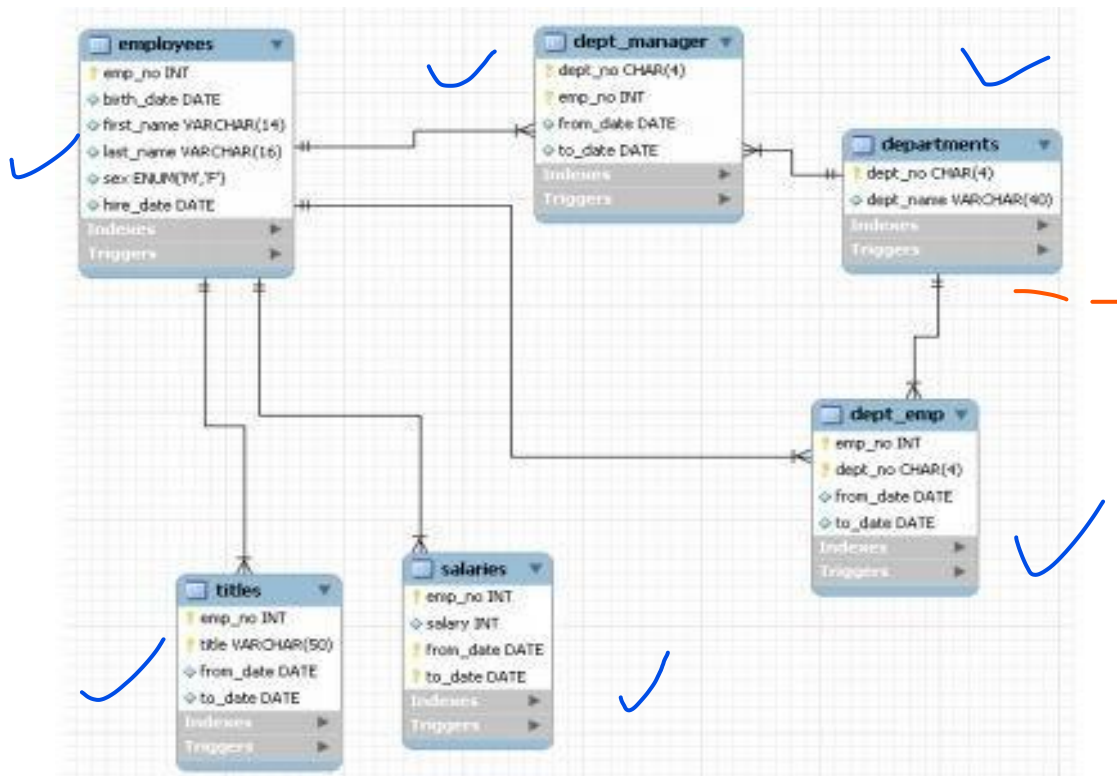 employees
emp_no INT
birth_date DATE
first_name VARCHAR(14)
last_name VARCHAR(16)
sex ENUM('M','F')
hire_date DATE
Indexes
Triggers
dept_manager
dept_no CHAR(4)
emp_no INT
from_date DATE
to_date DATE
Indexes
Triggers
departments
dept_no CHAR(4)
dept_name VARCHAR(40)
Indexes
Triggers
dept_emp
emp_no INT
dept_no CHAR(4)
from_date DATE
to_date DATE
Indexes
Triggers
titles
emp_no INT
title VARCHAR(50)
from_date DATE
to_date DATE
Indexes
Triggers
salaries
emp_no INT
salary INT
from_date DATE
to_date DATE
Indexes
Triggers